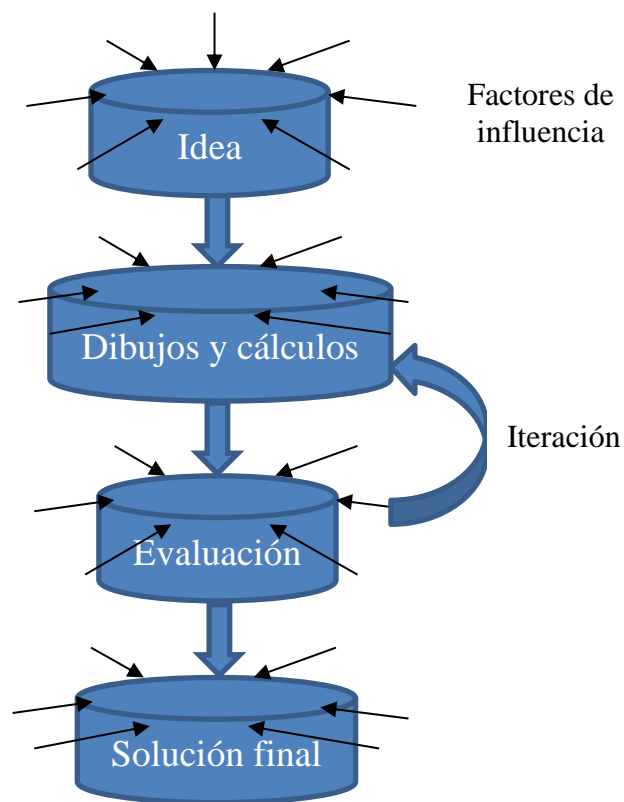 Factores de
influencia
Idea
Dibujos y cálculos
Iteración
Evaluación
Solución final